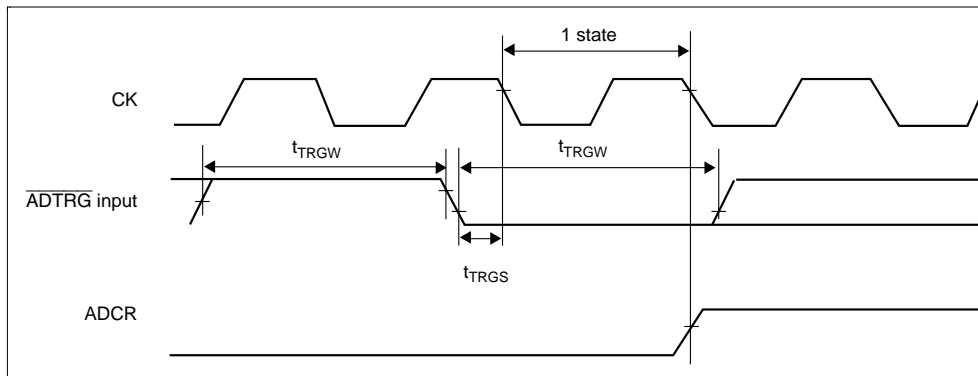 1 state
CK
tTRGW
tTRGW
ADTRG input
tTRGS
ADCR